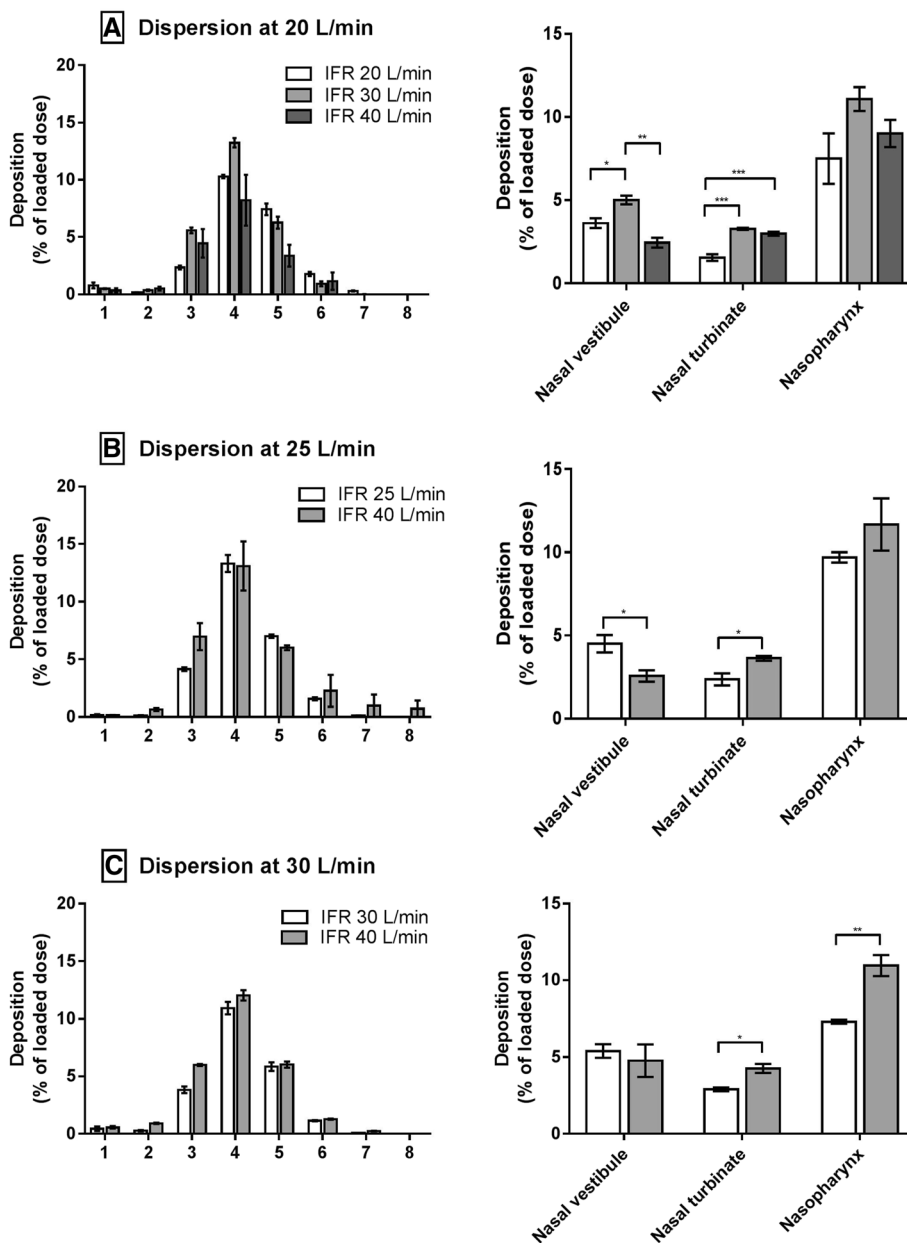 A Dispersion at 20 L/min
Deposition
(% of loaded dose)
20
15
10
5
0
IFR 20 L/min
IFR 30 L/min
IFR 40 L/min
1 2 3 4 5 6 7 8
Deposition
(% of loaded dose)
15
10
5
0
* ** *** ***
Nasal vestibule
Nasal turbinate
Nasopharynx
B Dispersion at 25 L/min
Deposition
(% of loaded dose)
20
15
10
5
0
IFR 25 L/min
IFR 40 L/min
1 2 3 4 5 6 7 8
Deposition
(% of loaded dose)
15
10
5
0
* *
Nasal vestibule
Nasal turbinate
Nasopharynx
C Dispersion at 30 L/min
Deposition
(% of loaded dose)
20
15
10
5
0
IFR 30 L/min
IFR 40 L/min
1 2 3 4 5 6 7 8
Deposition
(% of loaded dose)
15
10
5
0
* **
Nasal vestibule
Nasal turbinate
Nasopharynx